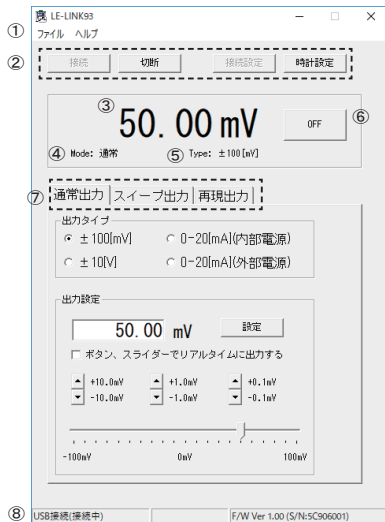 LE-LINK93
① ファイル ヘルプ
② 接続 切断 接続設定 時計設定
③ 50.00 mV OFF ⑥
④ Mode: 通常 ⑤ Type: ±100[mV]
⑦ 通常出力 スイープ出力 再現出力
出力タイプ
±100[mV] 0-20[mA](内部電源)
±10[V] 0-20[mA](外部電源)
出力設定
50.00 mV 設定
ボタン、スライダーでリアルタイムに出力する
+10.0mV +1.0mV +0.1mV
-10.0mV -1.0mV -0.1mV
-100mV 0mV 100mV
⑧ USB接続(接続中) F/W Ver 1.00 (S/N:5C906001)